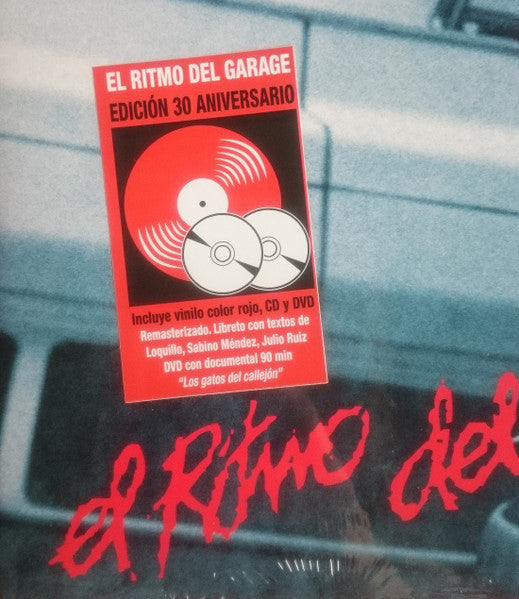 EL RITMO DEL GARAGE
EDICIÓN 30 ANIVERSARIO
Incluye vinilo color rojo, CD y DVD
Remasterizado. Libreto con textos de
Loquillo, Sabino Méndez, Julio Ruiz
DVD con documental 90 min
“Los gatos del callejón”
el Ritmo del